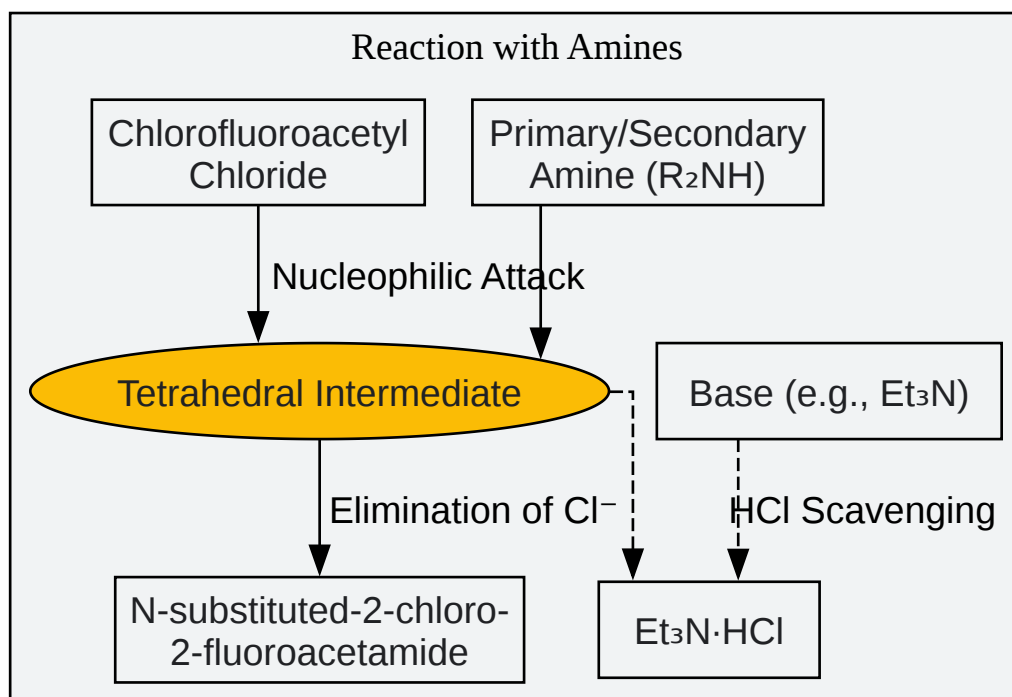 Reaction with Amines
Chlorofluoroacetyl
Chloride
Primary/Secondary
Amine (R₂NH)
Nucleophilic Attack
Tetrahedral Intermediate
Base (e.g., Et₃N)
Elimination of Cl⁻
HCl Scavenging
N-substituted-2-chloro-
2-fluoroacetamide
Et₃N·HCl